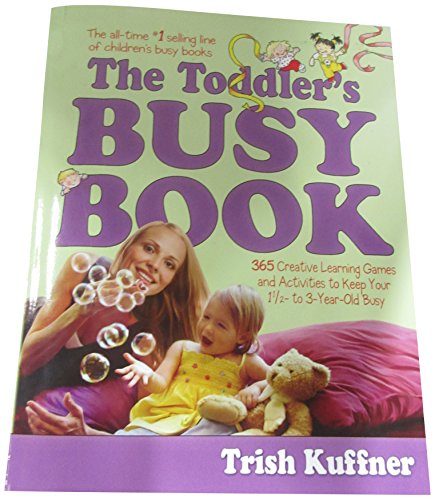 The all-time #1 selling line
of children's busy books
The Toddler's
BUSY
BOOK
365 Creative Learning Games
and Activities to Keep Your
1½- to 3-Year-Old Busy
Trish Kuffner